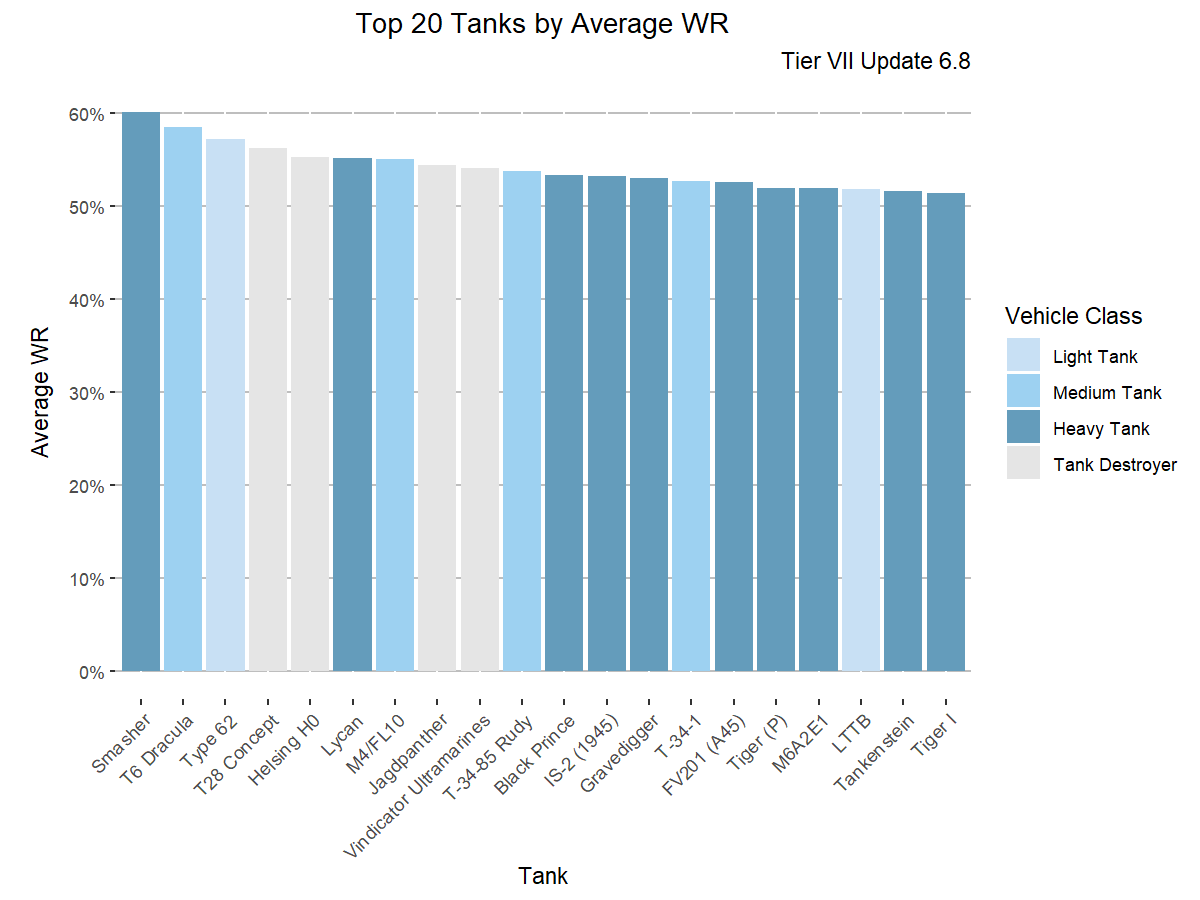 Top 20 Tanks by Average WR
Tier VII Update 6.8
Average WR
60%
50%
40%
30%
20%
10%
0%
Smasher
T6 Dracula
Type 62
T28 Concept
Helsing H0
Lycan
M4/FL10
Jagdpanther
Vindicator Ultramarines
T-34-85 Rudy
Black Prince
IS-2 (1945)
Gravedigger
T-34-1
FV201 (A45)
Tiger (P)
M6A2E1
LTTB
Tankenstein
Tiger I
Tank
Vehicle Class
Light Tank
Medium Tank
Heavy Tank
Tank Destroyer